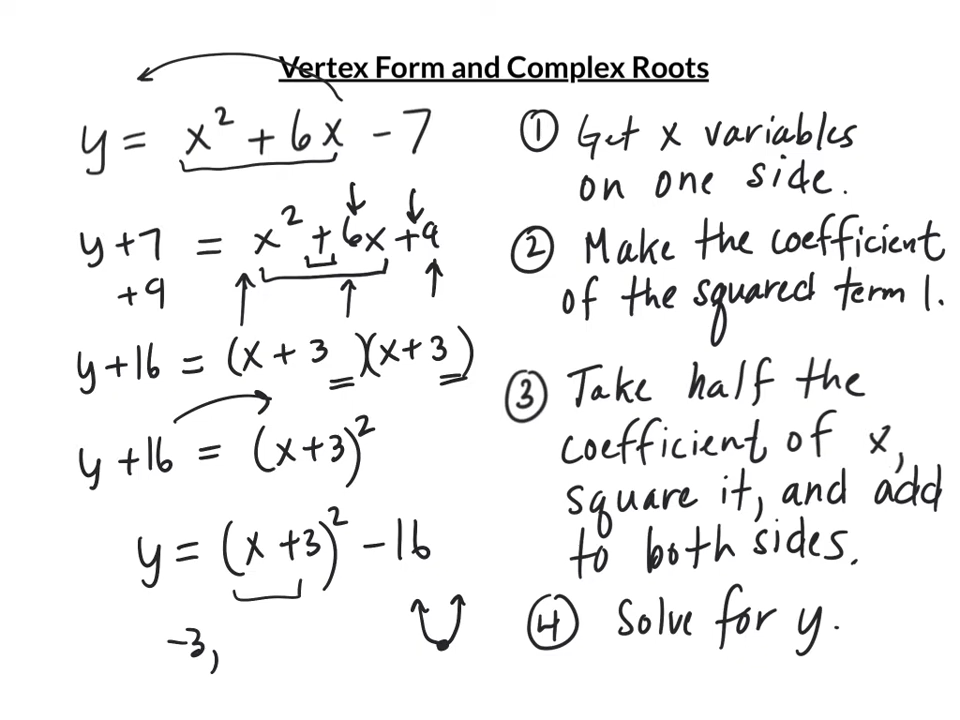 Vertex Form and Complex Roots
y = x² + 6x - 7
y + 7 = x² + 6x + 9
+9
y + 16 = (x + 3)(x + 3)
y + 16 = (x + 3)²
y = (x + 3)² - 16
-3,
① Get x variables
on one side.
② Make the coefficient
of the squared term 1.
③ Take half the
coefficient of x,
square it, and add
to both sides.
④ Solve for y.